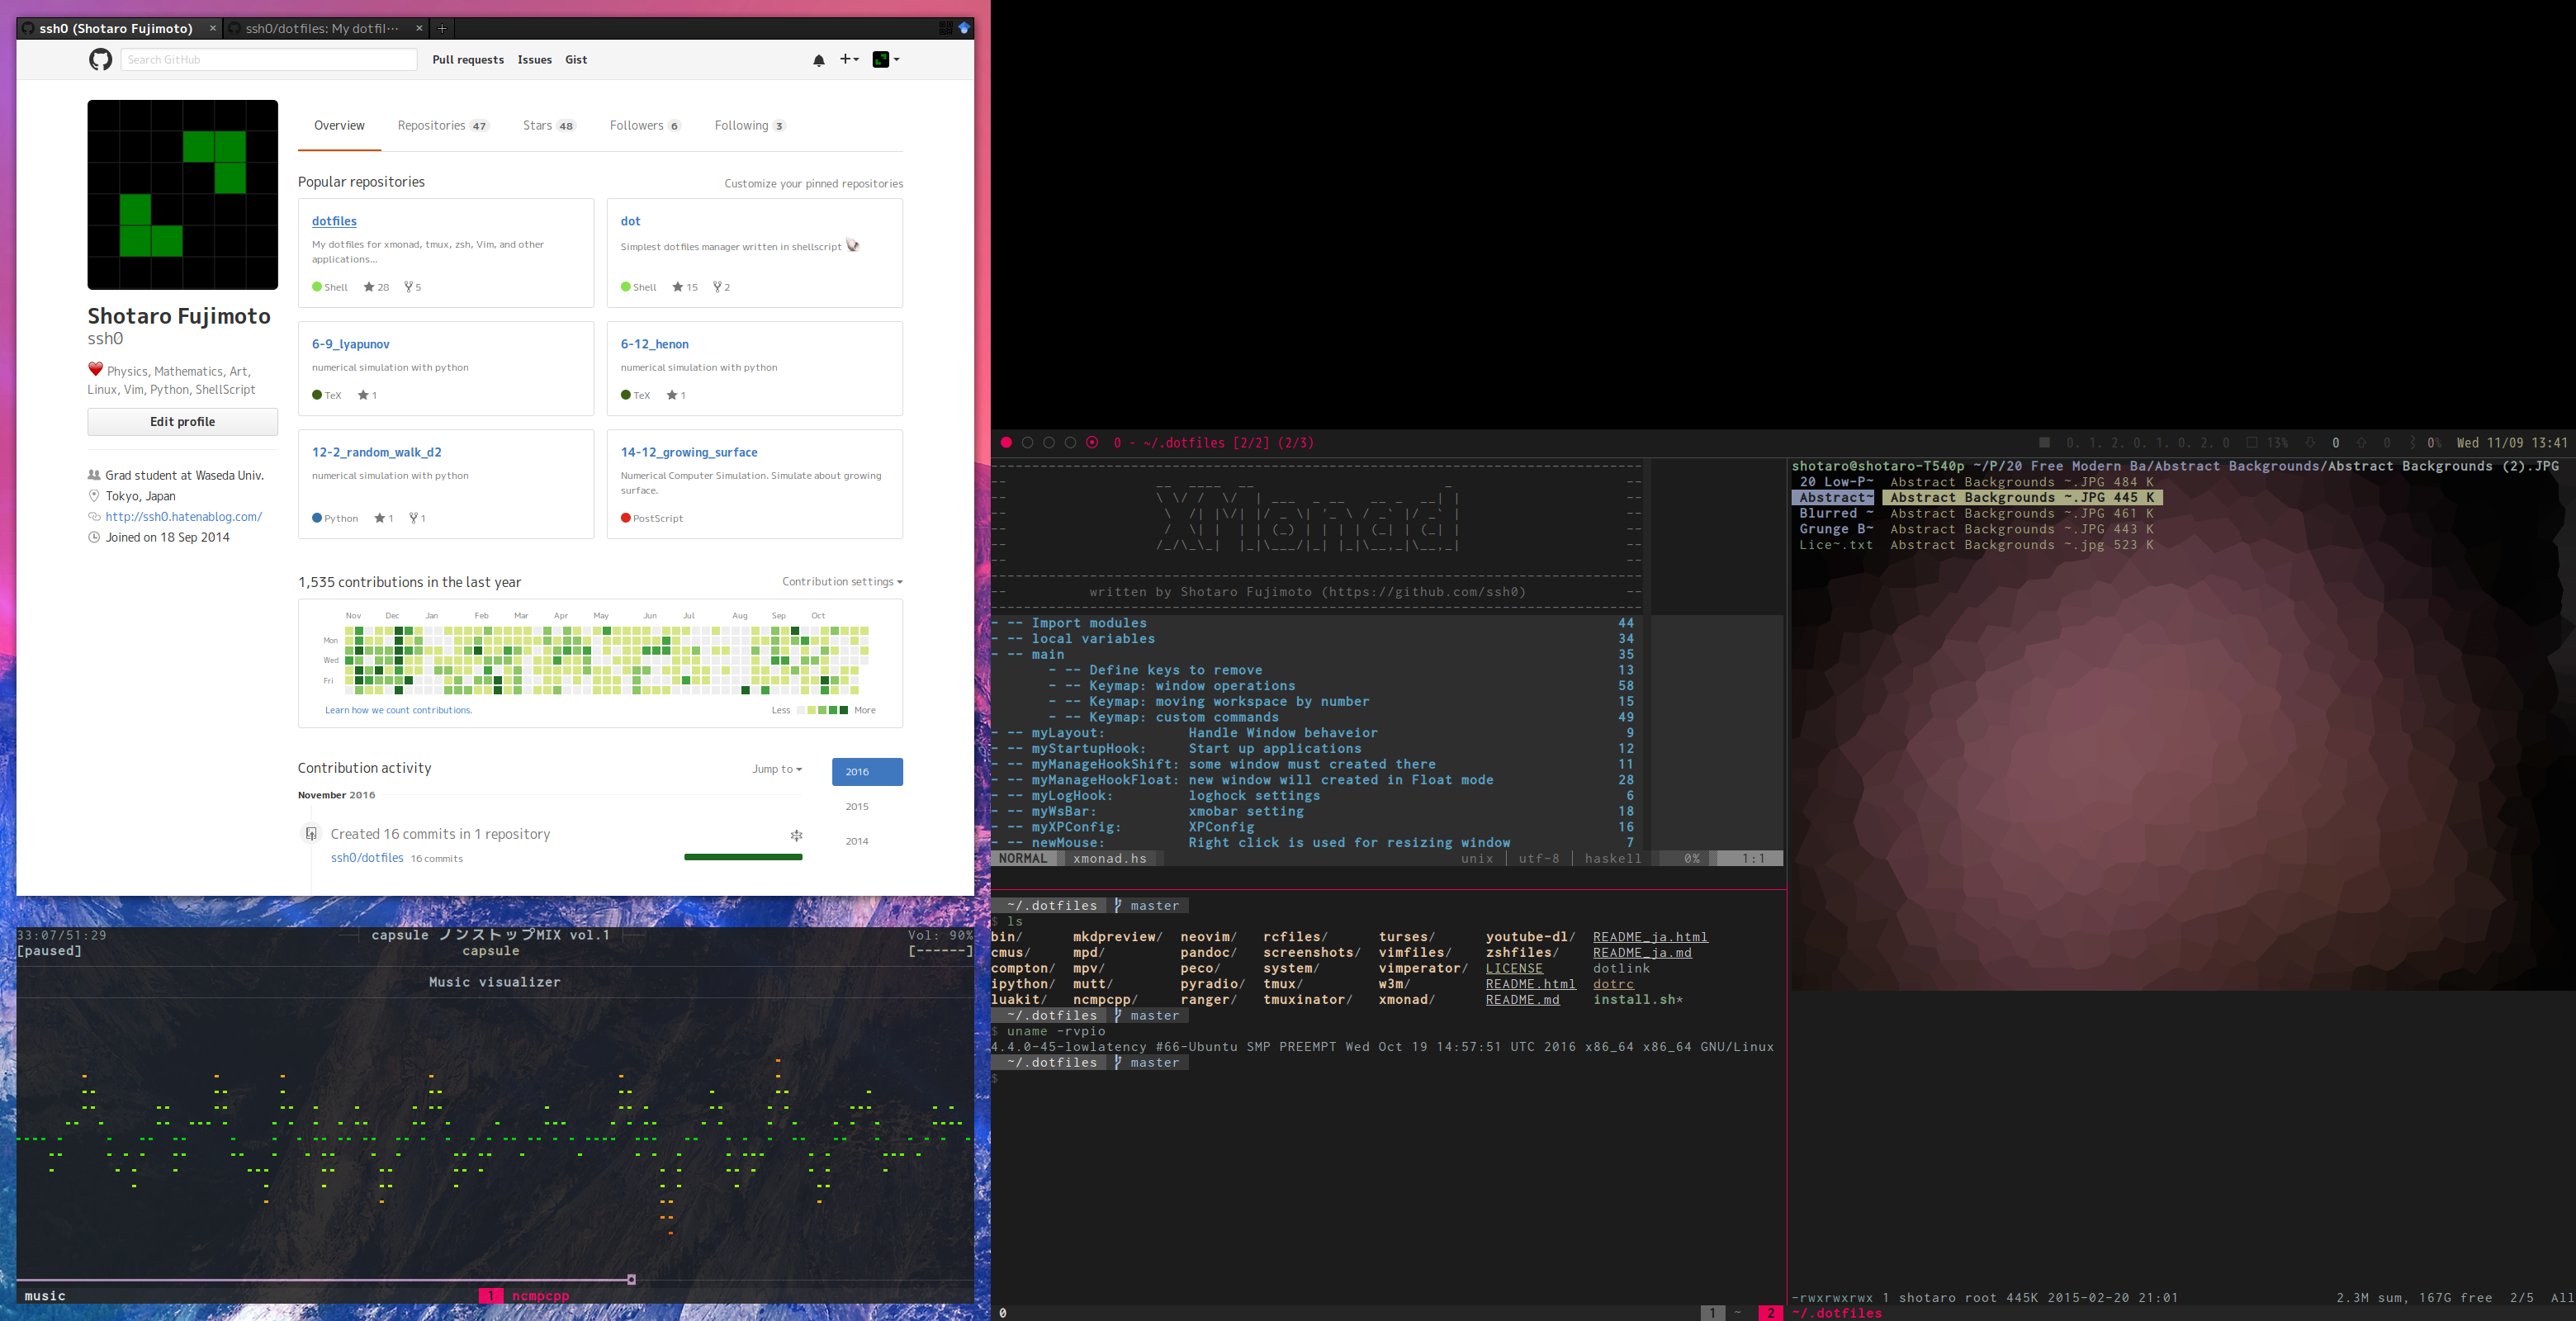 ssh0 (Shotaro Fujimoto) ×
ssh0/dotfiles: My dotfil… ×
+
Search GitHub
Pull requests Issues Gist
Overview Repositories 47 Stars 48 Followers 6 Following 3
Popular repositories
Customize your pinned repositories
dotfiles
My dotfiles for xmonad, tmux, zsh, Vim, and other
applications...
Shell 28 5
dot
Simplest dotfiles manager written in shellscript
Shell 15 2
6-9_lyapunov
numerical simulation with python
TeX 1
6-12_henon
numerical simulation with python
TeX 1
12-2_random_walk_d2
numerical simulation with python
Python 1 1
14-12_growing_surface
Numerical Computer Simulation. Simulate about growing
surface.
PostScript
Shotaro Fujimoto
ssh0
Physics, Mathematics, Art,
Linux, Vim, Python, ShellScript
Edit profile
Grad student at Waseda Univ.
Tokyo, Japan
http://ssh0.hatenablog.com/
Joined on 18 Sep 2014
1,535 contributions in the last year
Contribution settings
Nov Dec Jan Feb Mar Apr May Jun Jul Aug Sep Oct
Mon
Wed
Fri
Learn how we count contributions.
Less More
Contribution activity
Jump to
2016
2015
2014
November 2016
Created 16 commits in 1 repository
ssh0/dotfiles 16 commits
33:07/51:29 capsule ノンストップMIX vol.1 Vol: 90%
[paused] capsule [------]
Music visualizer
music 1 ncmpcpp
0 - ~/.dotfiles [2/2] (2/3)
0. 1. 2. 0. 1. 0. 2. 0 13% 0 0 0% Wed 11/09 13:41
XMonad
written by Shotaro Fujimoto (https://github.com/ssh0)
- -- Import modules 44
- -- local variables 34
- -- main 35
- -- Define keys to remove 13
- -- Keymap: window operations 58
- -- Keymap: moving workspace by number 15
- -- Keymap: custom commands 49
- -- myLayout: Handle Window behaveior 9
- -- myStartupHook: Start up applications 12
- -- myManageHookShift: some window must created there 11
- -- myManageHookFloat: new window will created in Float mode 28
- -- myLogHook: loghock settings 6
- -- myWsBar: xmobar setting 18
- -- myXPConfig: XPConfig 16
- -- newMouse: Right click is used for resizing window 7
NORMAL xmonad.hs unix utf-8 haskell 0% 1:1
~/.dotfiles master
$ ls
bin/ mkdpreview/ neovim/ rcfiles/ turses/ youtube-dl/ README_ja.html
cmus/ mpd/ pandoc/ screenshots/ vimfiles/ zshfiles/ README_ja.md
compton/ mpv/ peco/ system/ vimperator/ LICENSE dotlink
ipython/ mutt/ pyradio/ tmux/ w3m/ README.html dotrc
luakit/ ncmpcpp/ ranger/ tmuxinator/ xmonad/ README.md install.sh*
~/.dotfiles master
$ uname -rvpio
4.4.0-45-lowlatency #66-Ubuntu SMP PREEMPT Wed Oct 19 14:57:51 UTC 2016 x86_64 x86_64 GNU/Linux
~/.dotfiles master
$
shotaro@shotaro-T540p ~/P/20 Free Modern Ba/Abstract Backgrounds/Abstract Backgrounds (2).JPG
20 Low-P~ Abstract Backgrounds ~.JPG 484 K
Abstract~ Abstract Backgrounds ~.JPG 445 K
Blurred ~ Abstract Backgrounds ~.JPG 461 K
Grunge B~ Abstract Backgrounds ~.JPG 443 K
Lice~.txt Abstract Backgrounds ~.jpg 523 K
-rwxrwxrwx 1 shotaro root 445K 2015-02-20 21:01 2.3M sum, 167G free 2/5 All
0 1 ~ 2 ~/.dotfiles